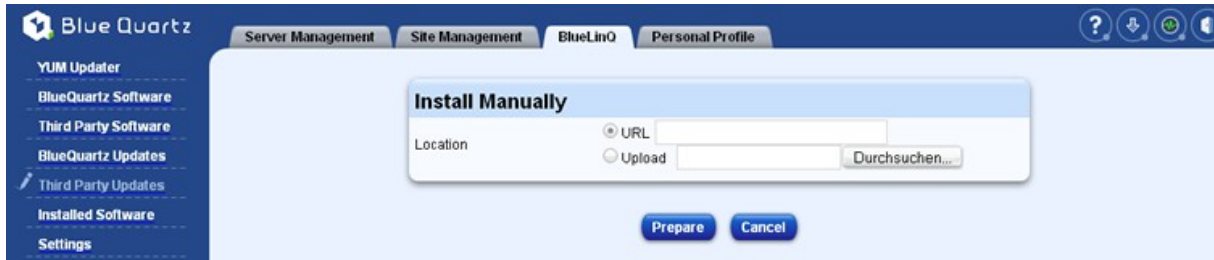 Blue Quartz
Server Management
Site Management
BlueLinQ
Personal Profile
?
YUM Updater
BlueQuartz Software
Third Party Software
BlueQuartz Updates
Third Party Updates
Installed Software
Settings
Install Manually
Location
URL
Upload
Durchsuchen...
Prepare
Cancel